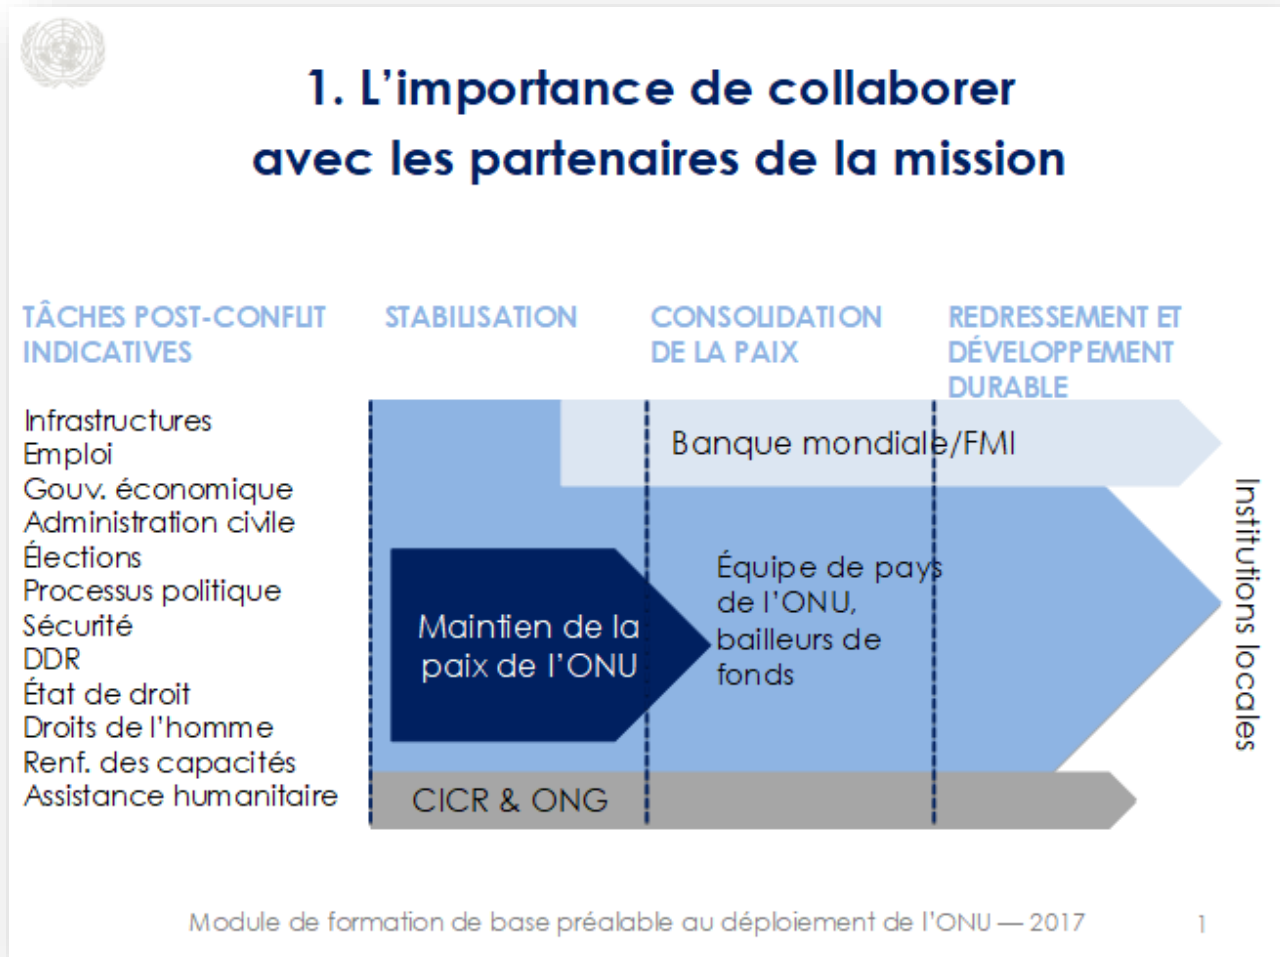 1. L'importance de collaborer
avec les partenaires de la mission
TÂCHES POST-CONFLIT
INDICATIVES
STABILISATION
CONSOLIDATION
DE LA PAIX
REDRESSEMENT ET
DÉVELOPPEMENT
DURABLE
Infrastructures
Emploi
Gouv. économique
Administration civile
Élections
Processus politique
Sécurité
DDR
État de droit
Droits de l'homme
Renf. des capacités
Assistance humanitaire
Banque mondiale/FMI
Maintien de la
paix de l'ONU
Équipe de pays
de l'ONU,
bailleurs de
fonds
CICR & ONG
Institutions locales
Module de formation de base préalable au déploiement de l'ONU — 2017
1